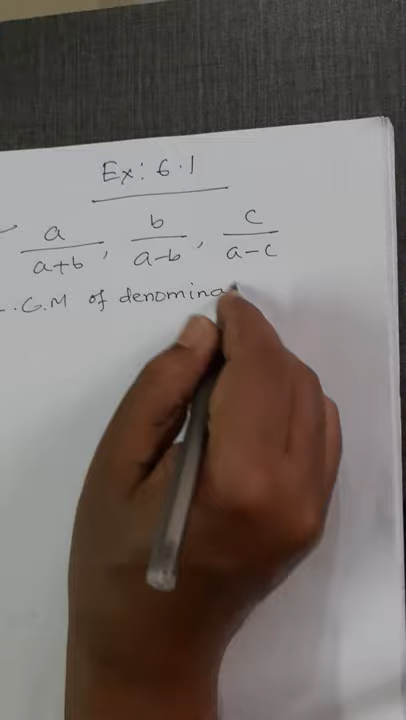 Ex: 6.1
a/a+b, b/a-b, c/a-c
.C.M of denomina